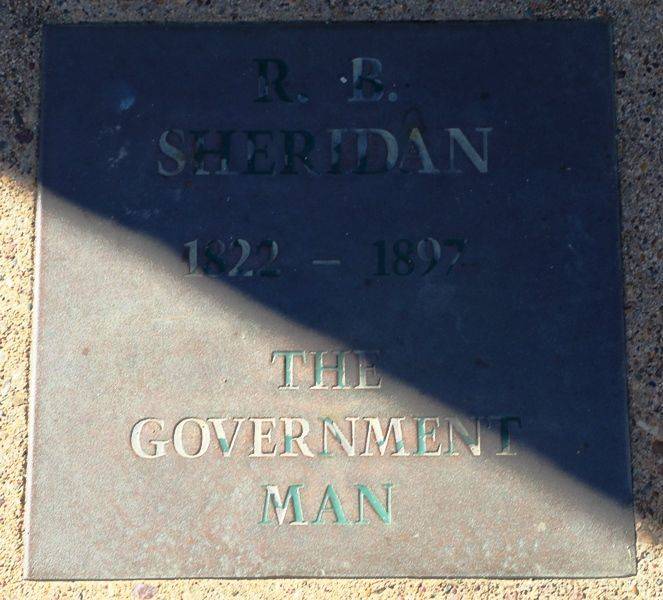 R. B.
SHERIDAN
1822 – 1897
THE
GOVERNMENT
MAN